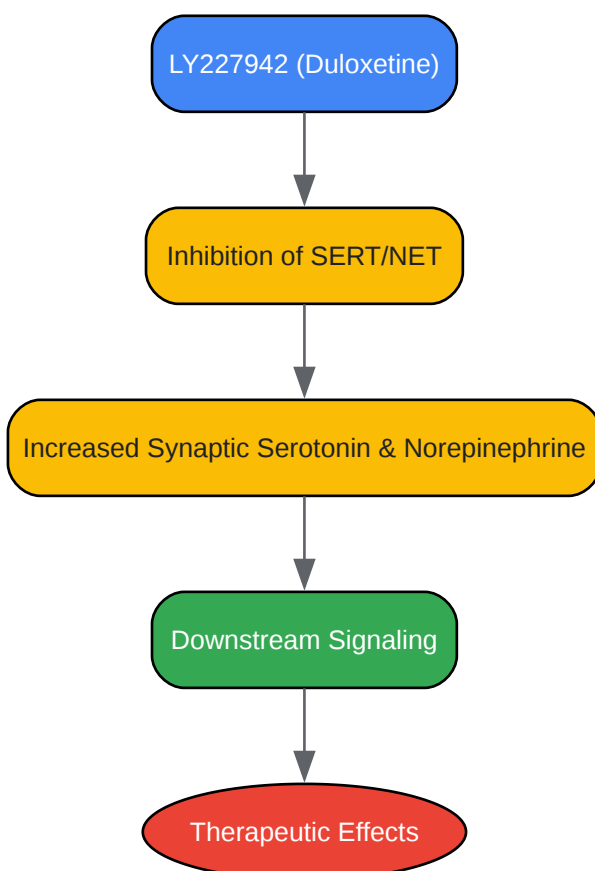 LY227942 (Duloxetine)
Inhibition of SERT/NET
Increased Synaptic Serotonin & Norepinephrine
Downstream Signaling
Therapeutic Effects